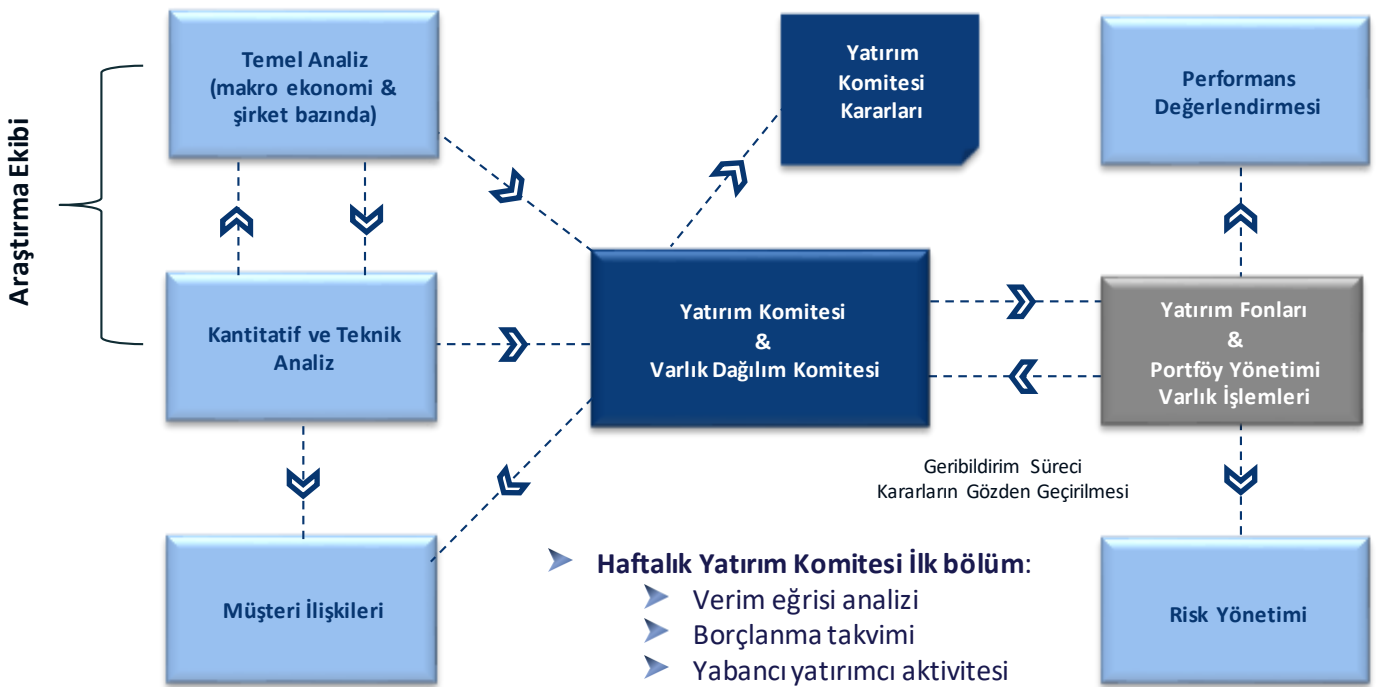 Araştırma Ekibi
Temel Analiz
(makro ekonomi &
şirket bazında)
Yatırım
Komitesi
Kararları
Performans
Değerlendirmesi
Kantitatif ve Teknik
Analiz
Yatırım Komitesi
&
Varlık Dağılım Komitesi
Yatırım Fonları
&
Portföy Yönetimi
Varlık İşlemleri
Geribildirim Süreci
Kararların Gözden Geçirilmesi
Müşteri İlişkileri
Haftalık Yatırım Komitesi İlk bölüm:
Verim eğrisi analizi
Borçlanma takvimi
Yabancı yatırımcı aktivitesi
Risk Yönetimi